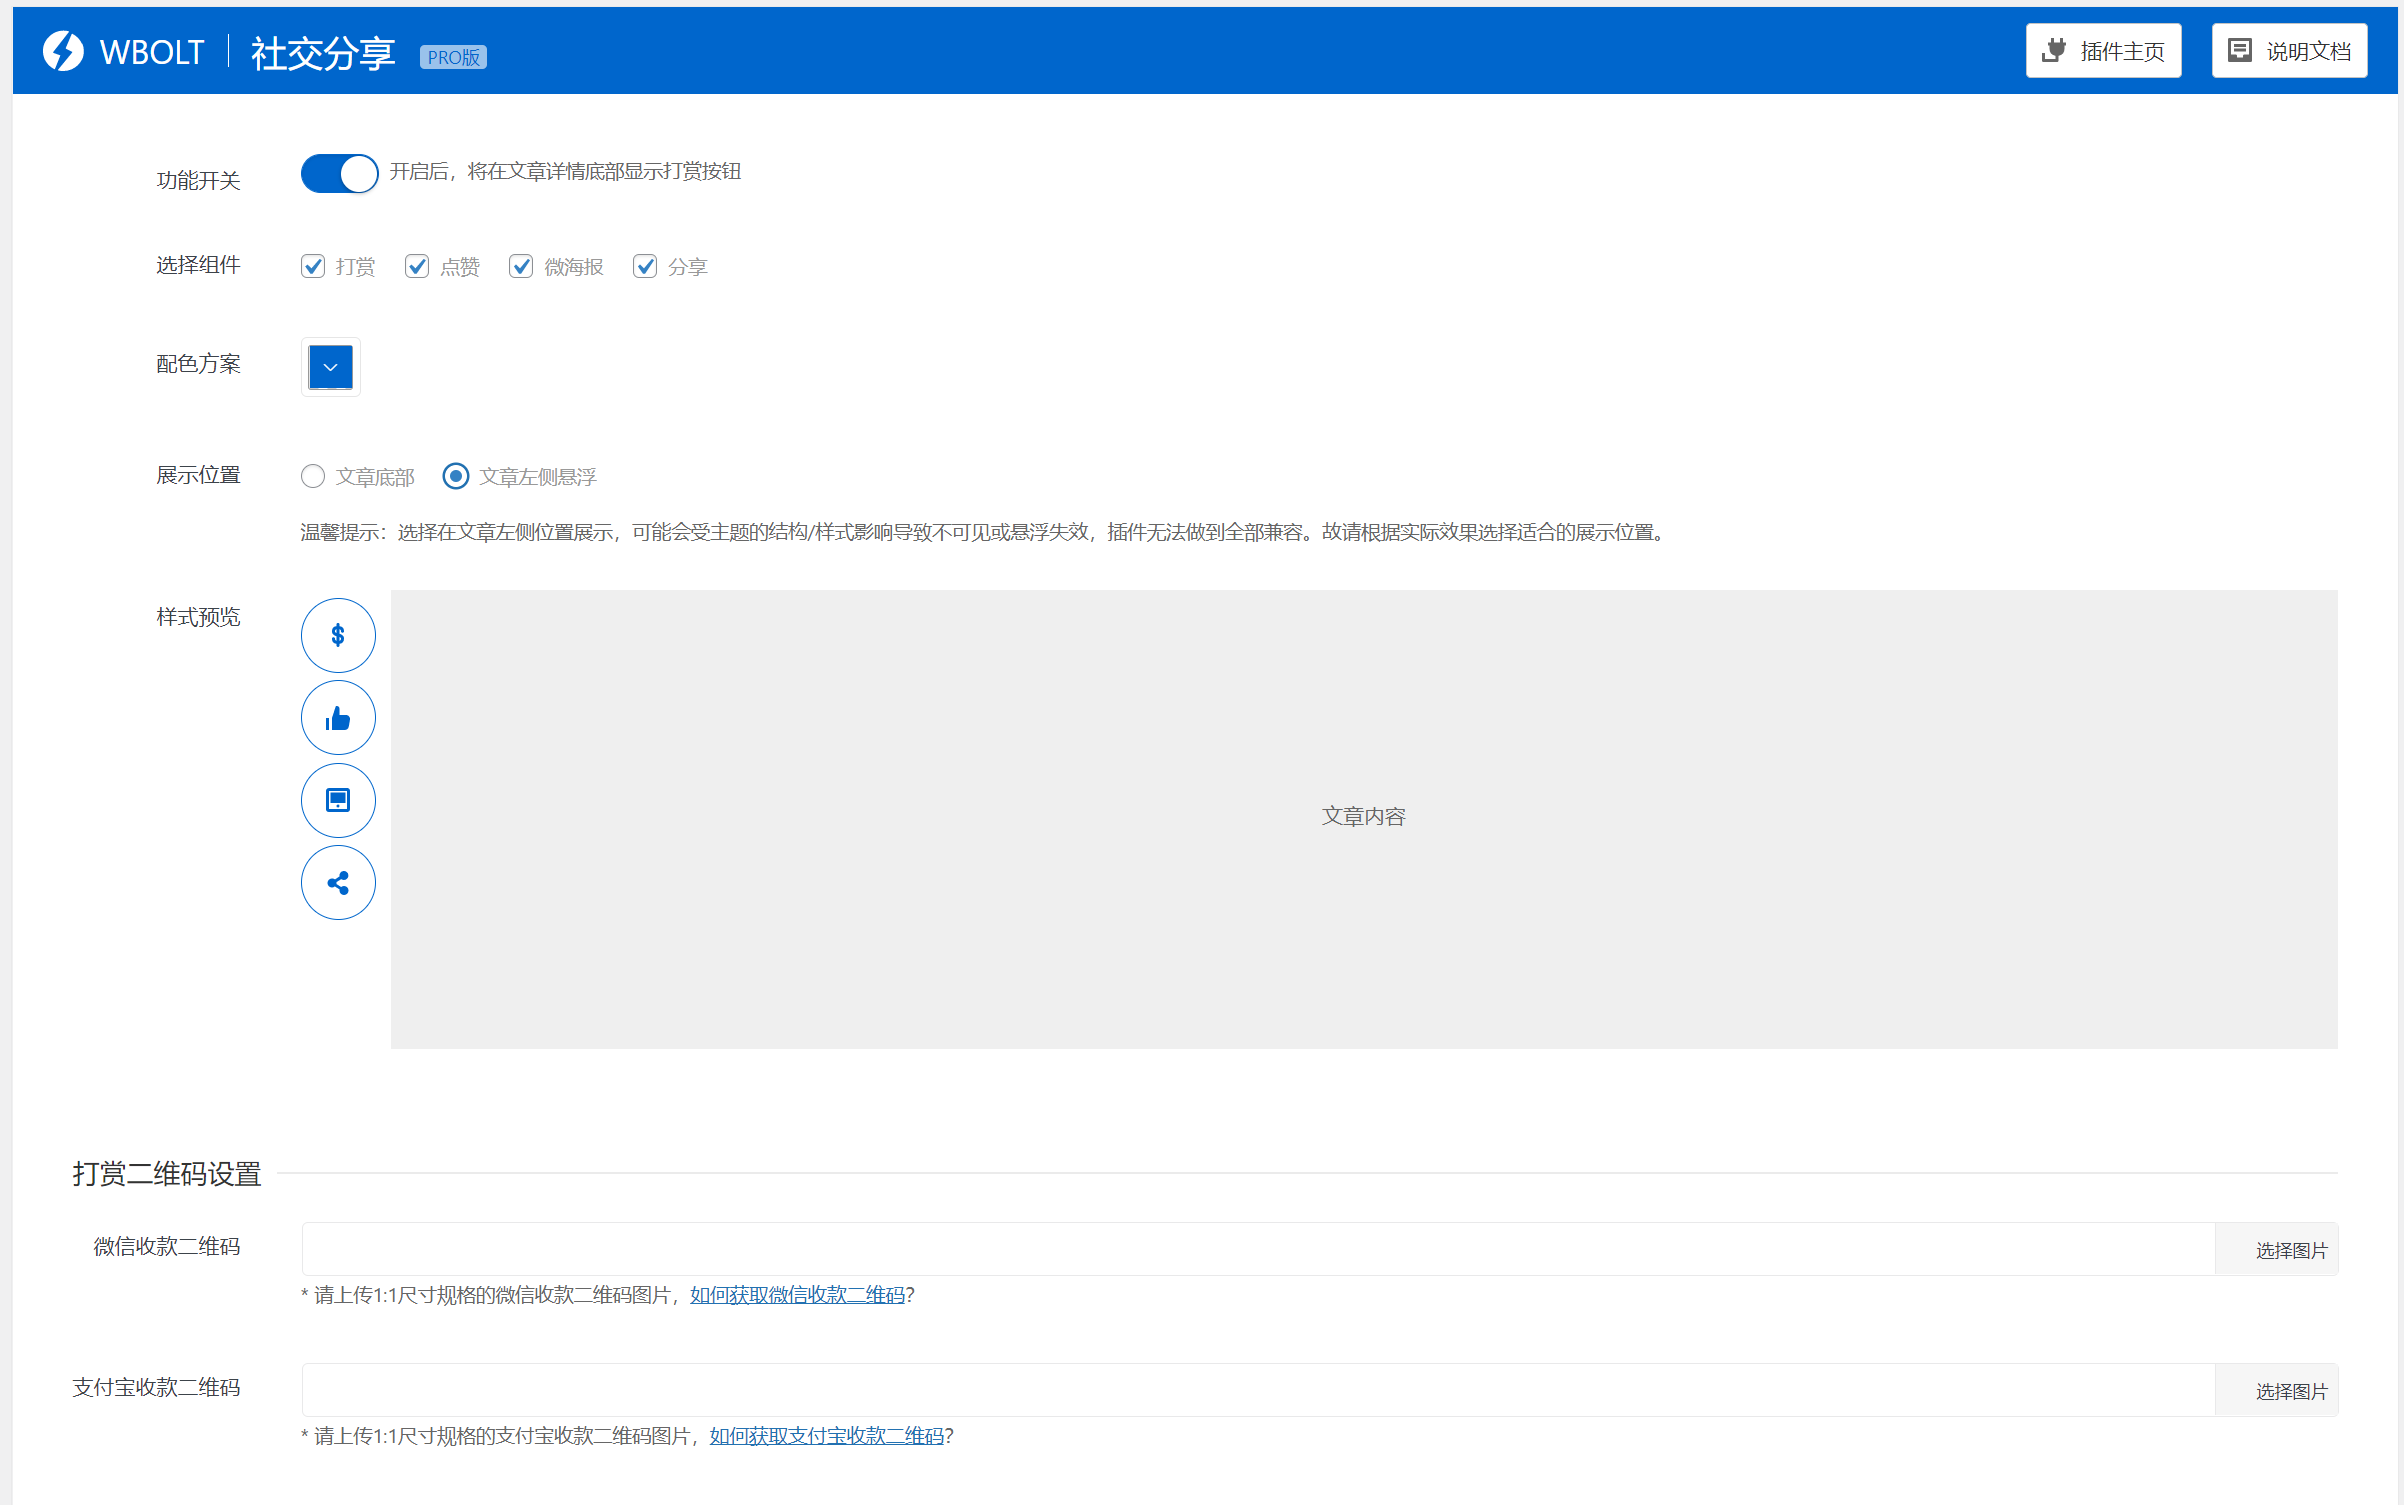 WBOLT 社交分享 PRO版 插件主页 说明文档
功能开关 开启后，将在文章详情底部显示打赏按钮
选择组件 打赏 点赞 微海报 分享
配色方案
展示位置 文章底部 文章左侧悬浮
温馨提示：选择在文章左侧位置展示，可能会受主题的结构/样式影响导致不可见或悬浮失效，插件无法做到全部兼容。故请根据实际效果选择适合的展示位置。
样式预览
文章内容
打赏二维码设置
微信收款二维码 选择图片
* 请上传1:1尺寸规格的微信收款二维码图片，如何获取微信收款二维码?
支付宝收款二维码 选择图片
* 请上传1:1尺寸规格的支付宝收款二维码图片，如何获取支付宝收款二维码?